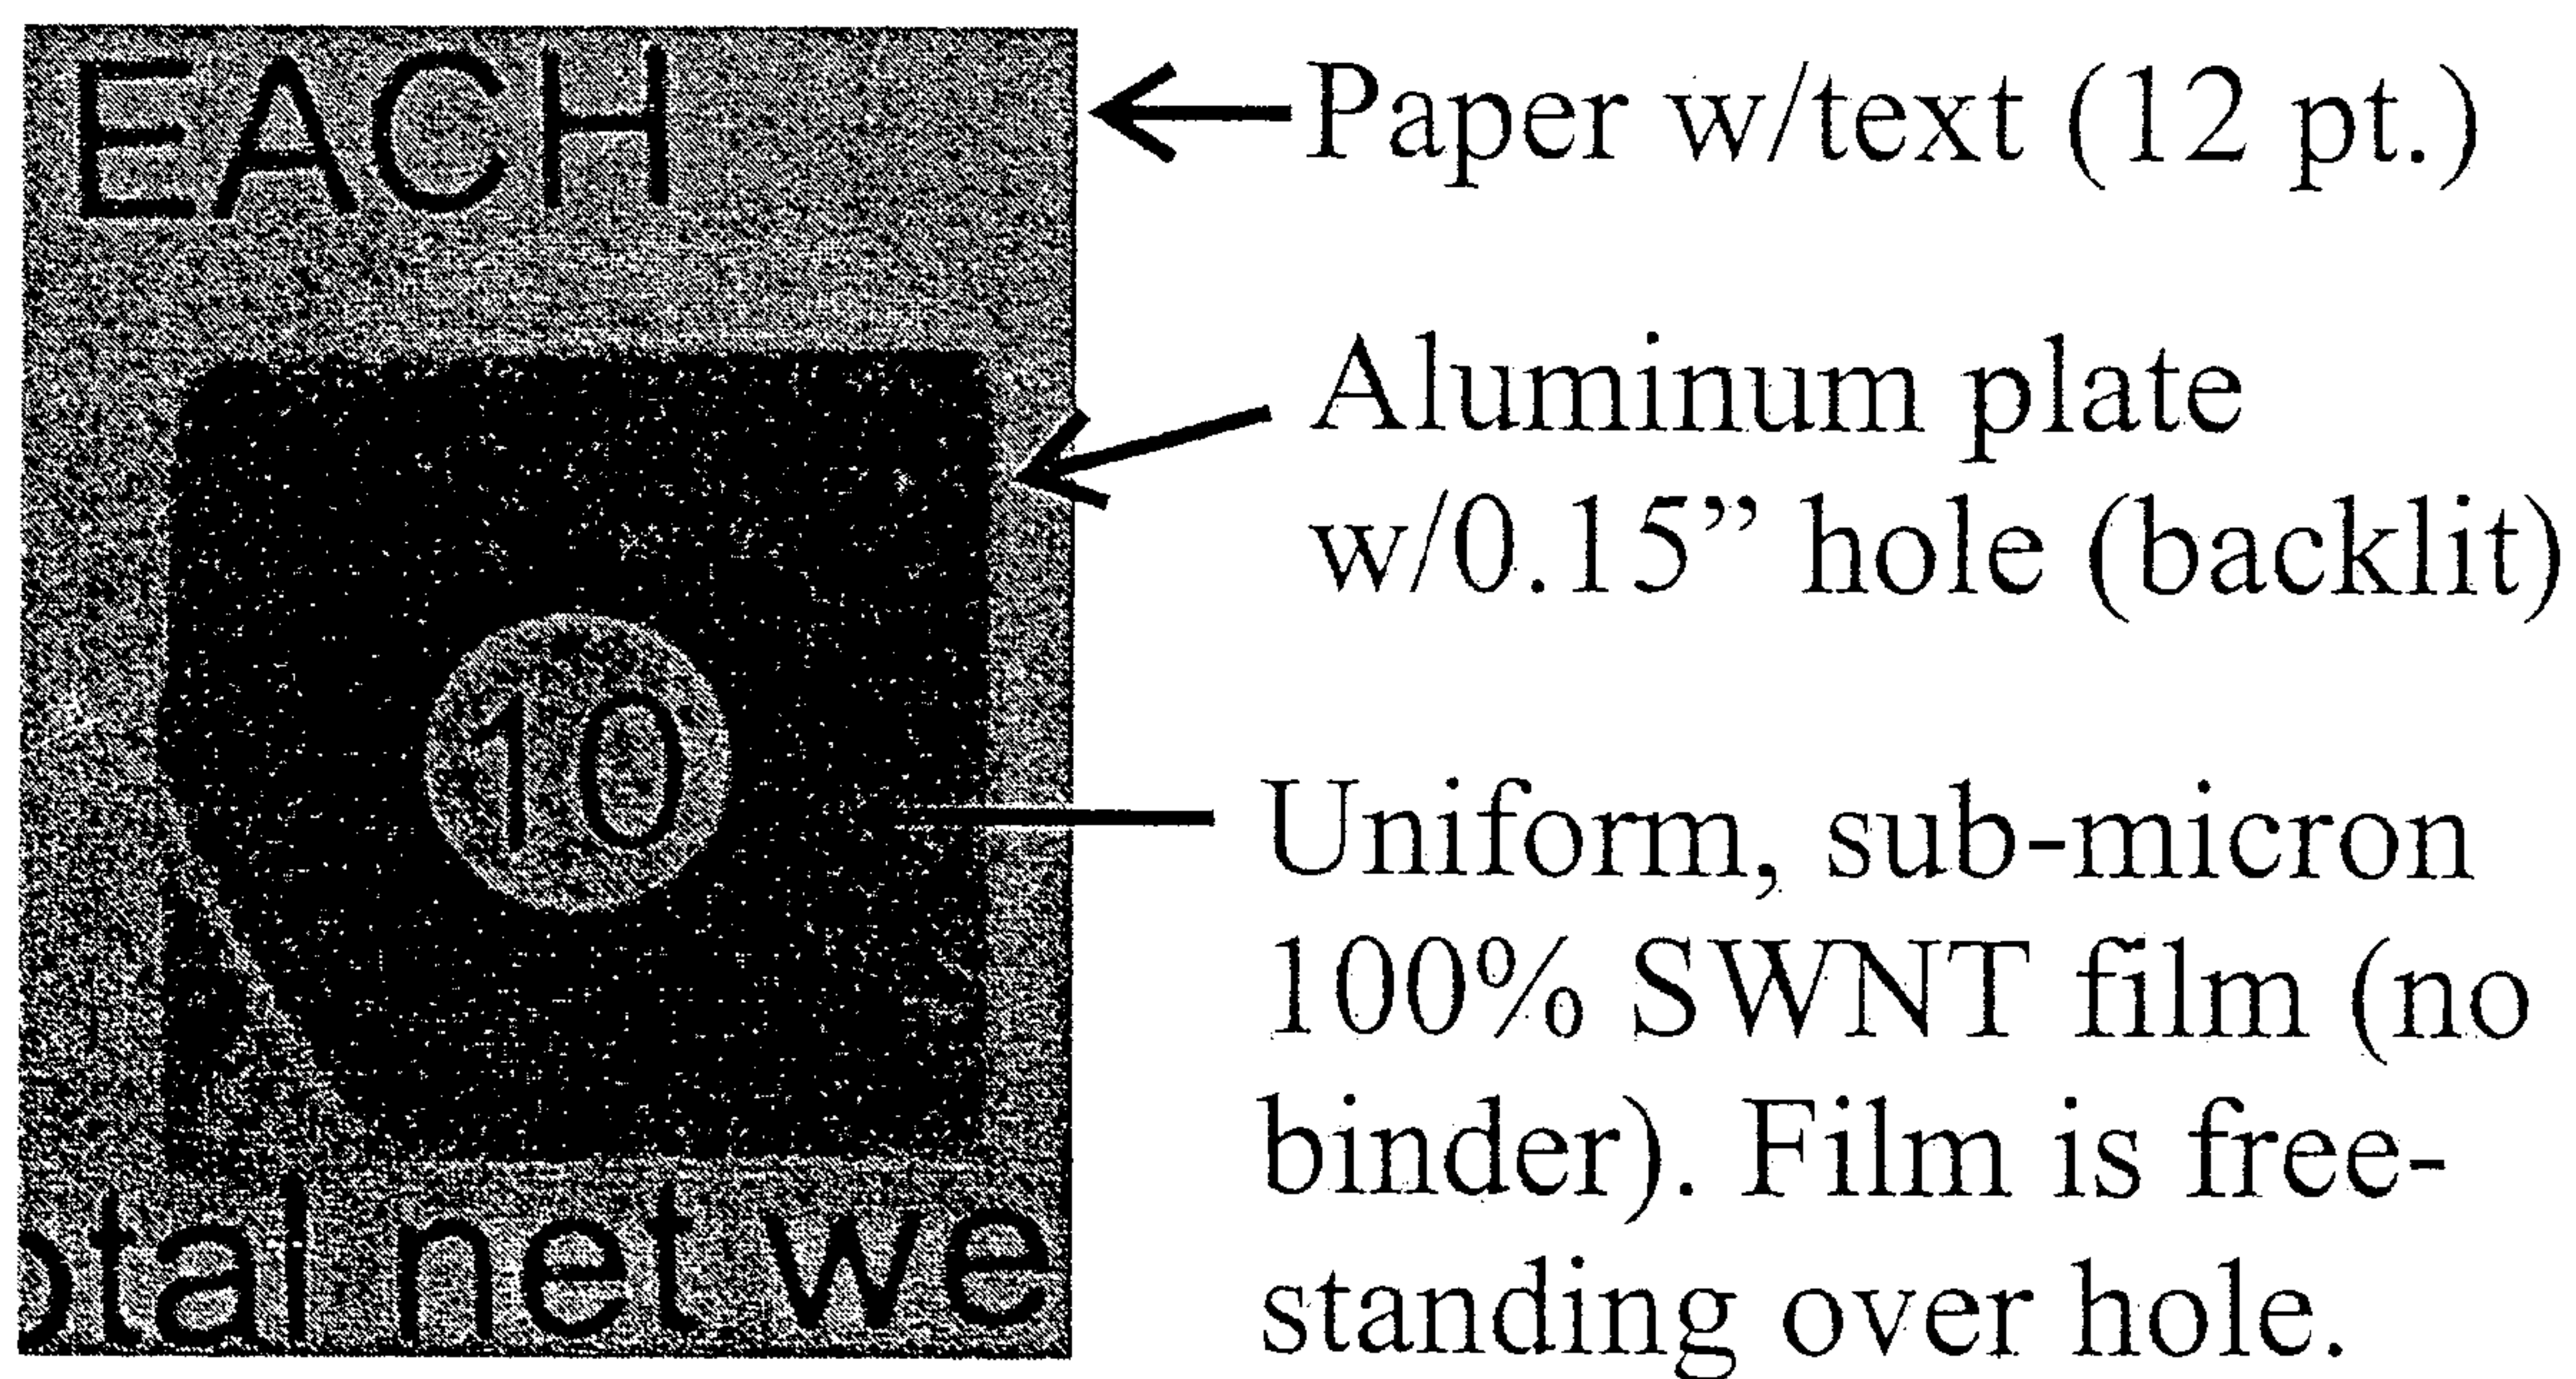 EACH
Paper w/text (12 pt.)
Aluminum plate
w/0.15” hole (backlit)
10
Uniform, sub-micron
100% SWNT film (no
binder). Film is free-
standing over hole.
otal net we